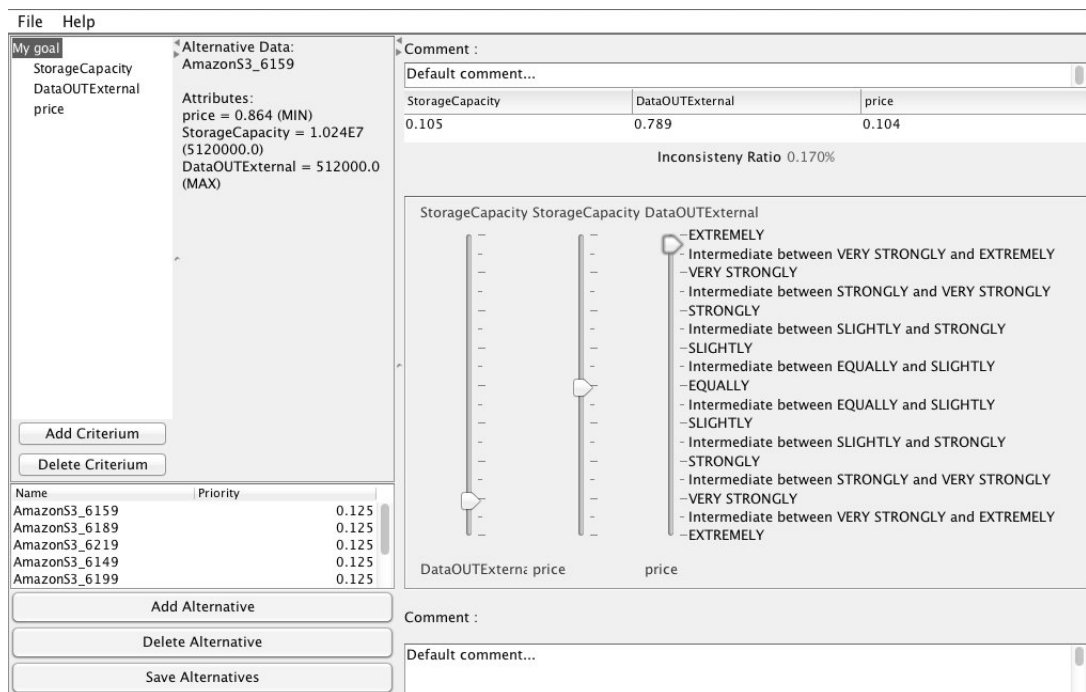 File Help
My goal
StorageCapacity
DataOUTExternal
price
Alternative Data:
AmazonS3_6159
Attributes:
price = 0.864 (MIN)
StorageCapacity = 1.024E7
(5120000.0)
DataOUTExternal = 512000.0
(MAX)
Add Criterium
Delete Criterium
Name Priority
AmazonS3_6159 0.125
AmazonS3_6189 0.125
AmazonS3_6219 0.125
AmazonS3_6149 0.125
AmazonS3_6199 0.125
Add Alternative
Delete Alternative
Save Alternatives
Comment :
Default comment...
StorageCapacity DataOUTExternal price
0.105 0.789 0.104
Inconsisteny Ratio 0.170%
StorageCapacity StorageCapacity DataOUTExternal
EXTREMELY
Intermediate between VERY STRONGLY and EXTREMELY
VERY STRONGLY
Intermediate between STRONGLY and VERY STRONGLY
STRONGLY
Intermediate between SLIGHTLY and STRONGLY
SLIGHTLY
Intermediate between EQUALLY and SLIGHTLY
EQUALLY
Intermediate between EQUALLY and SLIGHTLY
SLIGHTLY
Intermediate between SLIGHTLY and STRONGLY
STRONGLY
Intermediate between STRONGLY and VERY STRONGLY
VERY STRONGLY
Intermediate between VERY STRONGLY and EXTREMELY
EXTREMELY
DataOUTExterna price price
Comment :
Default comment...